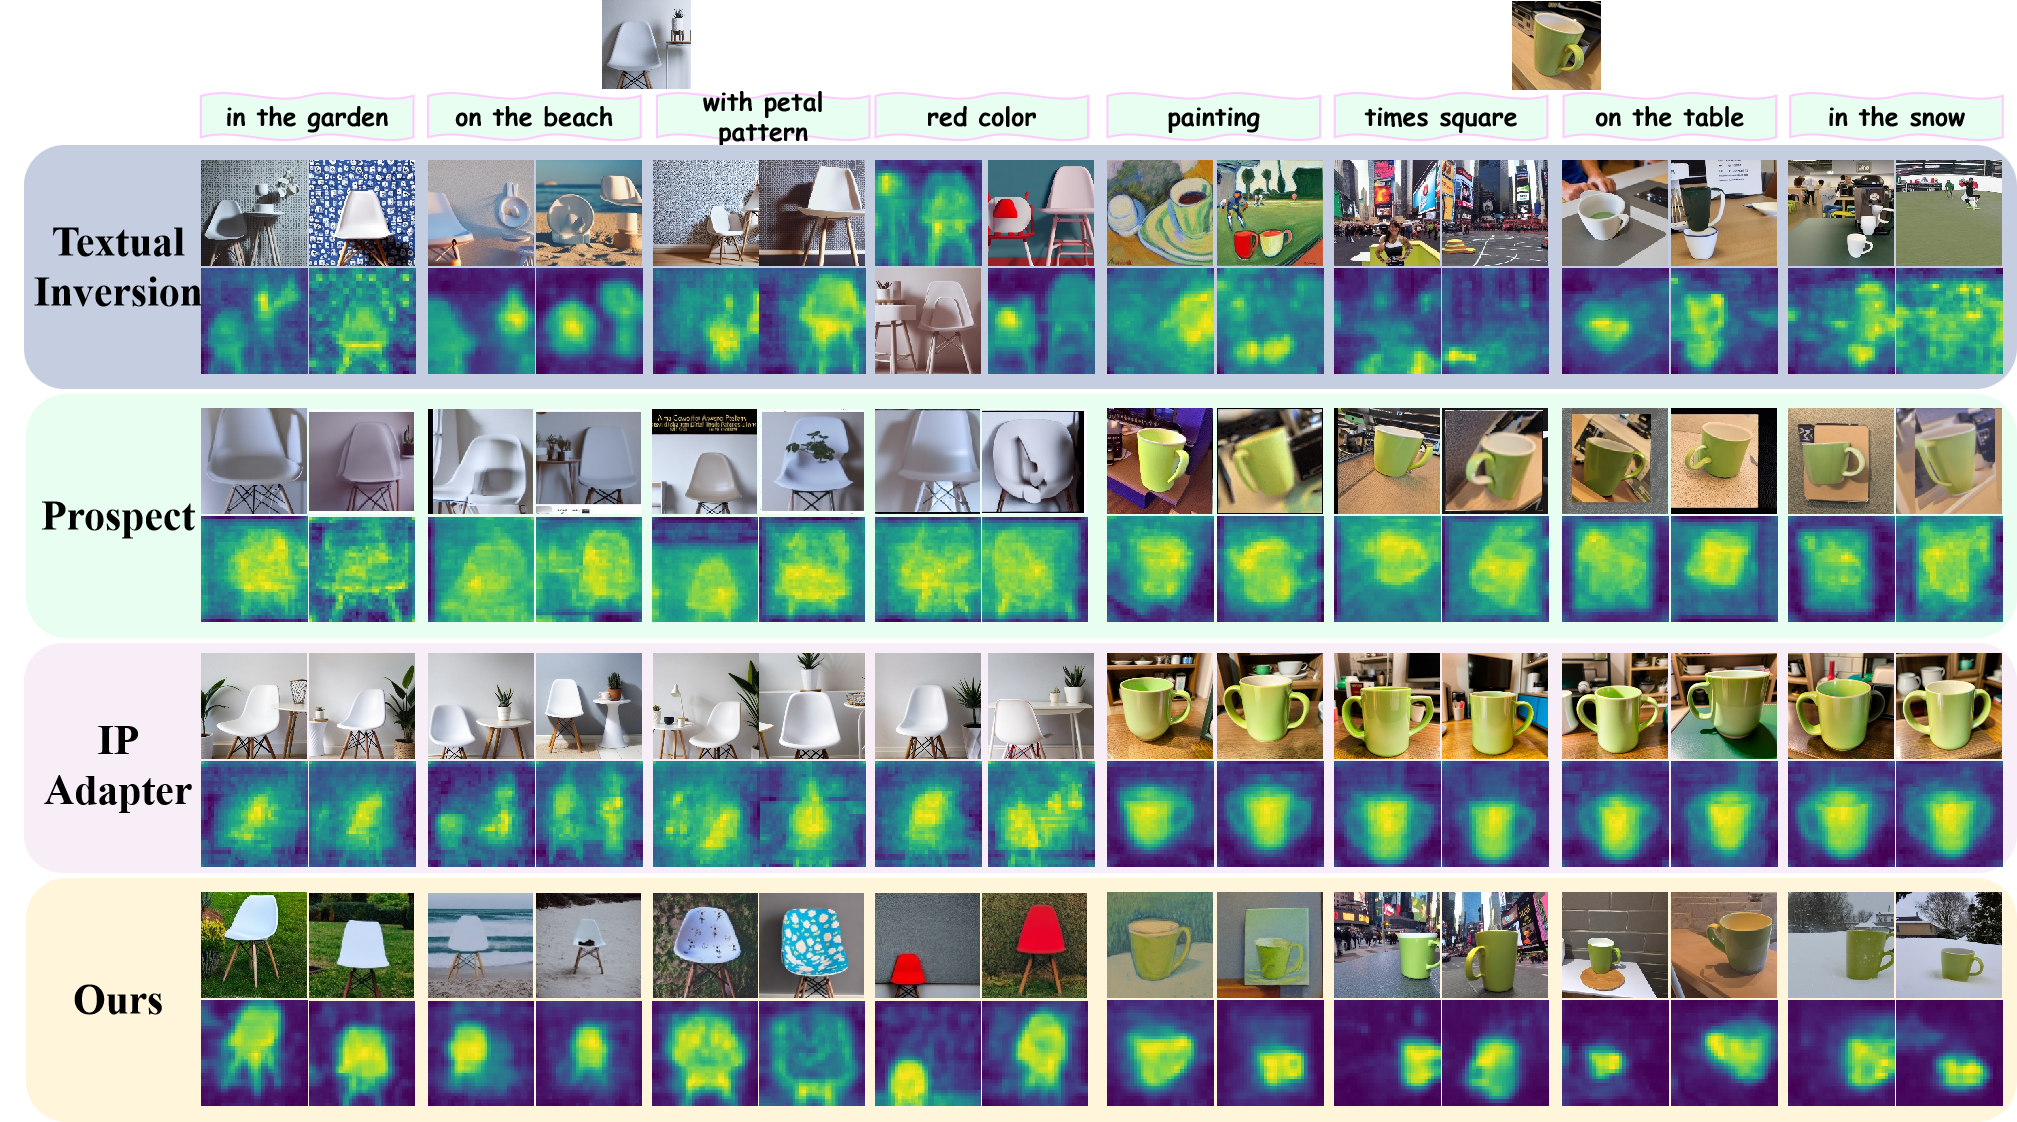 in the garden
on the beach
with petal
pattern
red color
painting
times square
on the table
in the snow
Textual
Inversion
Prospect
IP
Adapter
Ours